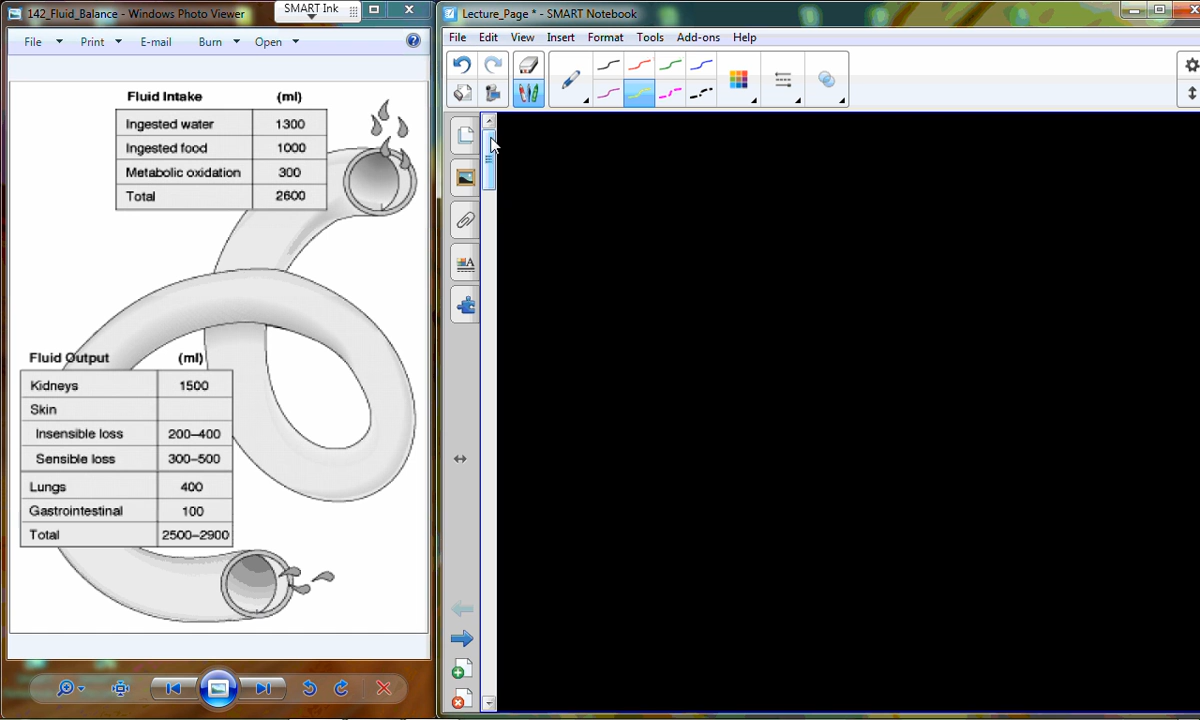 142_Fluid_Balance - Windows Photo Viewer
SMART Ink
File Print E-mail Burn Open
Fluid Intake (ml)
Ingested water 1300
Ingested food 1000
Metabolic oxidation 300
Total 2600
Fluid Output (ml)
Kidneys 1500
Skin
Insensible loss 200–400
Sensible loss 300–500
Lungs 400
Gastrointestinal 100
Total 2500–2900
Lecture_Page * - SMART Notebook
File Edit View Insert Format Tools Add-ons Help